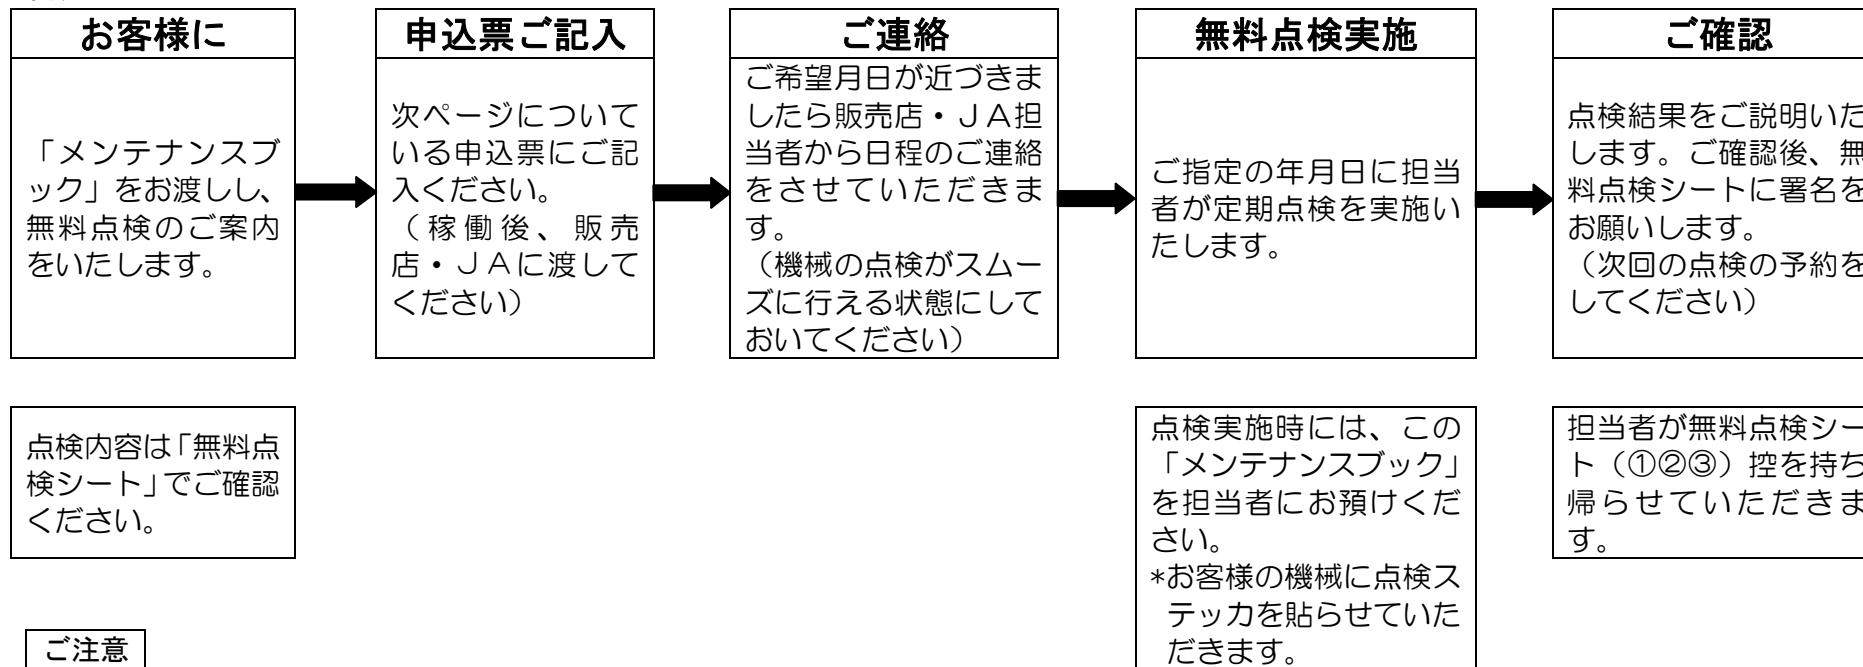 お客様に
「メンテナンスブ
ック」をお渡しし、
無料点検のご案内
をいたします。
申込票ご記入
次ページについて
いる申込票にご記
入ください。
（稼働後、販売
店・ＪＡに渡して
ください）
ご連絡
ご希望月日が近づきま
したら販売店・ＪＡ担
当者から日程のご連絡
をさせていただきま
す。
（機械の点検がスムー
ズに行える状態にして
おいてください）
無料点検実施
ご指定の年月日に担当
者が定期点検を実施い
たします。
ご確認
点検結果をご説明いた
します。ご確認後、無
料点検シートに署名を
お願いします。
（次回の点検の予約を
してください）
点検内容は「無料点
検シート」でご確認
ください。
点検実施時には、この
「メンテナンスブック」
を担当者にお預けくだ
さい。
*お客様の機械に点検ス
テッカを貼らせていた
だきます。
担当者が無料点検シー
ト（①②③）控を持ち
帰らせていただきま
す。
ご注意